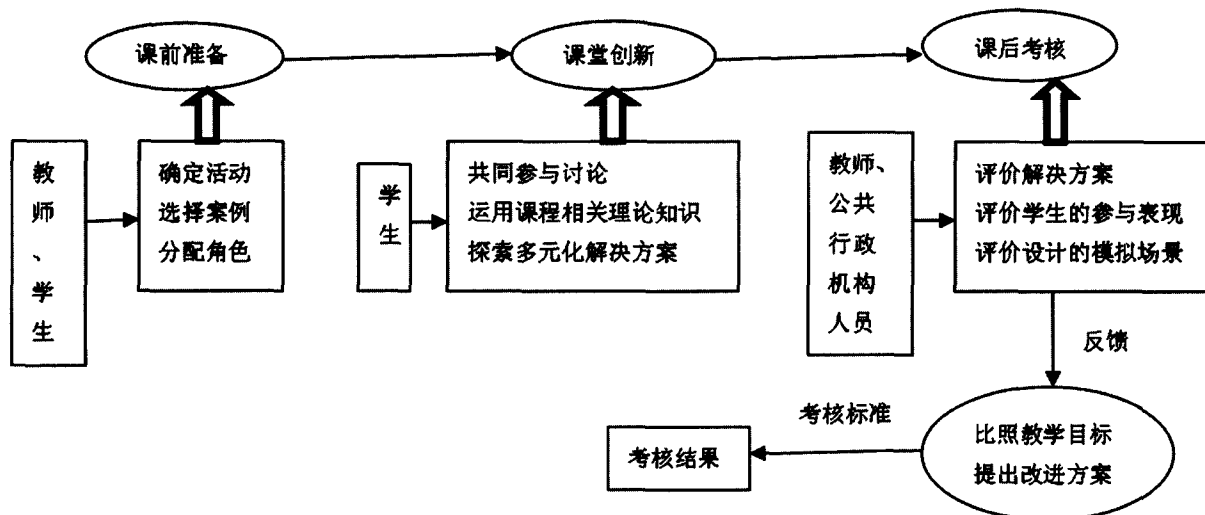 课前准备
课堂创新
课后考核
教
师
、
学
生
确定活动
选择案例
分配角色
学
生
共同参与讨论
运用课程相关理论知识
探索多元化解决方案
教师、
公共
行政
机构
人员
评价解决方案
评价学生的参与表现
评价设计的模拟场景
反馈
考核标准
考核结果
比照教学目标
提出改进方案